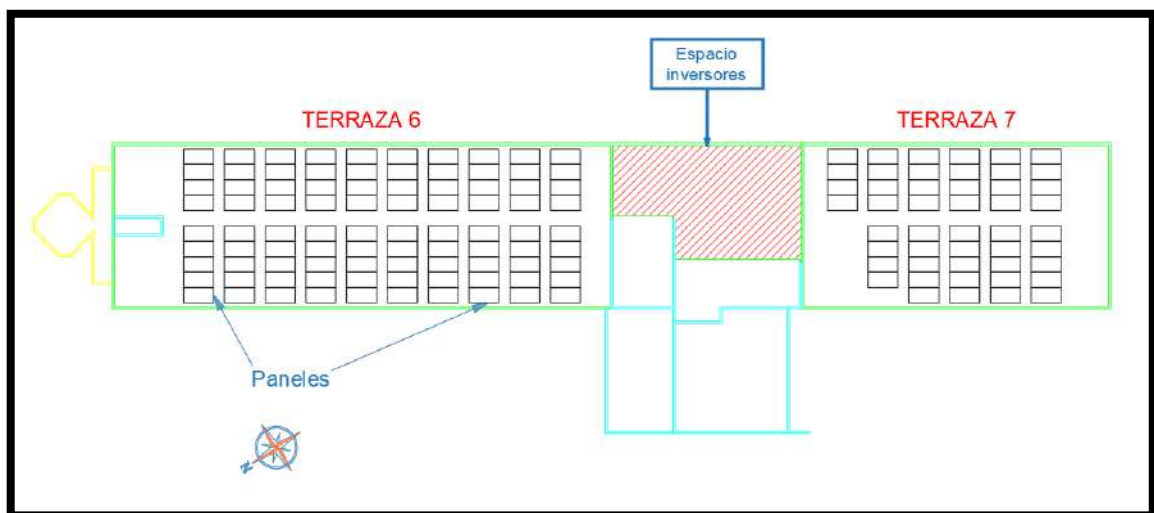 Espacio
inversores
TERRAZA 6
TERRAZA 7
Paneles
N